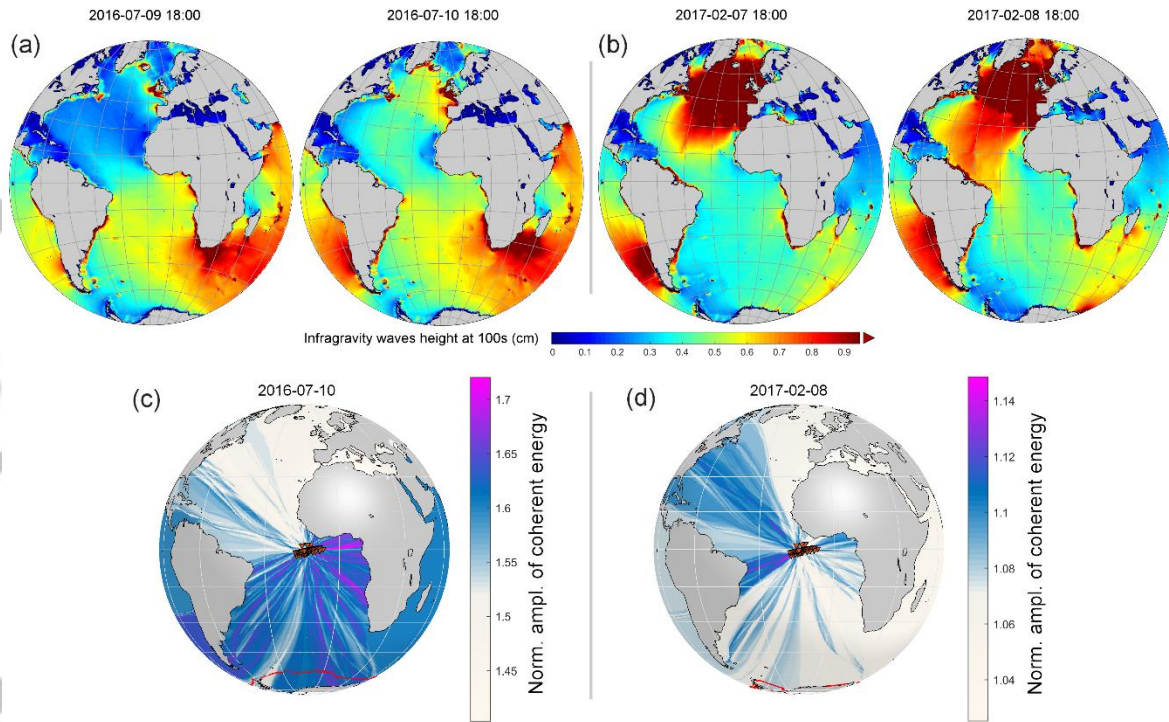 2016-07-09 18:00
2016-07-10 18:00
2017-02-07 18:00
2017-02-08 18:00
(a)
(b)
Infragravity waves height at 100s (cm)
0 0.1 0.2 0.3 0.4 0.5 0.6 0.7 0.8 0.9
(c)
2016-07-10
1.7
1.65
1.6
1.55
1.5
1.45
Norm. ampl. of coherent energy
(d)
2017-02-08
1.14
1.12
1.1
1.08
1.06
1.04
Norm. ampl. of coherent energy